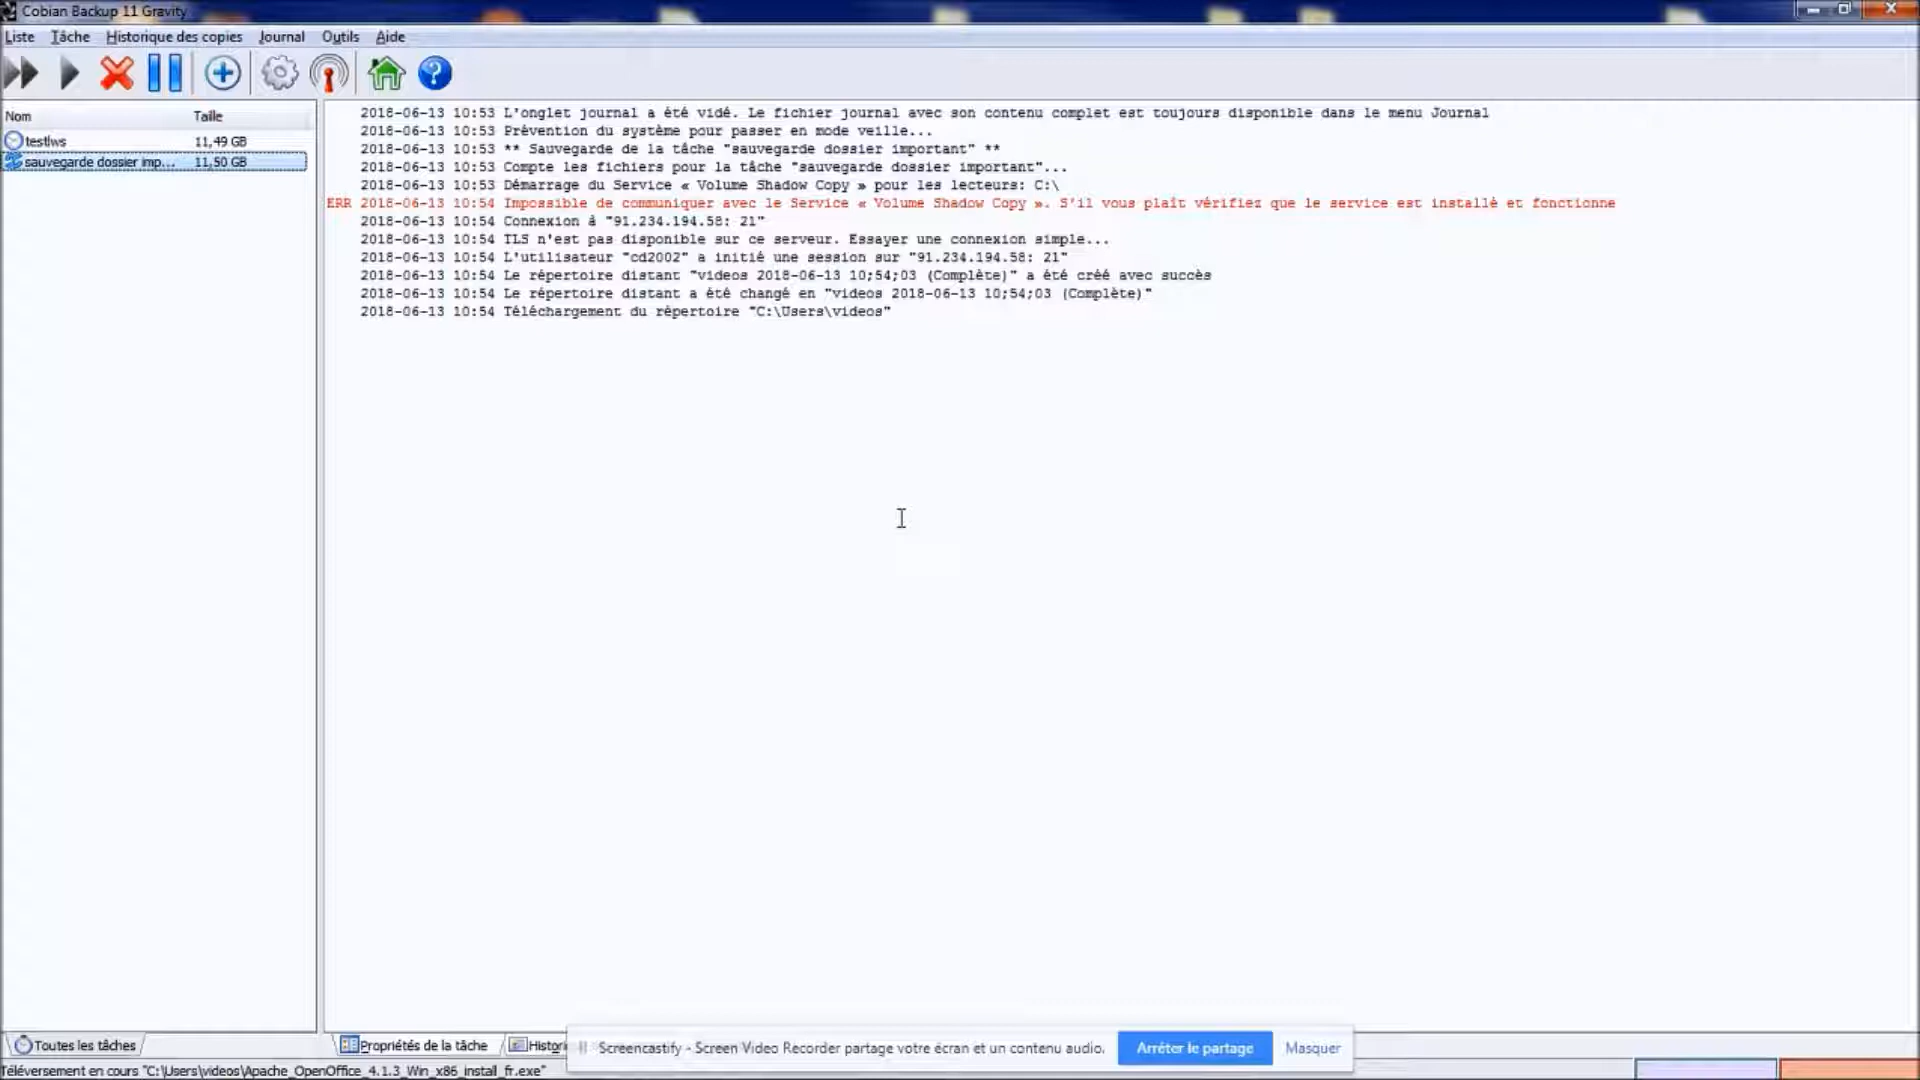 Cobian Backup 11 Gravity
Liste Tâche Historique des copies Journal Outils Aide
Nom Taille
testlws 11,49 GB
sauvegarde dossier imp... 11,50 GB
2018-06-13 10:53 L'onglet journal a été vidé. Le fichier journal avec son contenu complet est toujours disponible dans le menu Journal
2018-06-13 10:53 Prévention du système pour passer en mode veille...
2018-06-13 10:53 ** Sauvegarde de la tâche "sauvegarde dossier important" **
2018-06-13 10:53 Compte les fichiers pour la tâche "sauvegarde dossier important"...
2018-06-13 10:53 Démarrage du Service « Volume Shadow Copy » pour les lecteurs: C:\
ERR 2018-06-13 10:54 Impossible de communiquer avec le Service « Volume Shadow Copy ». S'il vous plaît vérifiez que le service est installé et fonctionne
2018-06-13 10:54 Connexion à "91.234.194.58: 21"
2018-06-13 10:54 TLS n'est pas disponible sur ce serveur. Essayer une connexion simple...
2018-06-13 10:54 L'utilisateur "cd2002" a initié une session sur "91.234.194.58: 21"
2018-06-13 10:54 Le répertoire distant "videos 2018-06-13 10;54;03 (Complète)" a été créé avec succès
2018-06-13 10:54 Le répertoire distant a été changé en "videos 2018-06-13 10;54;03 (Complète)"
2018-06-13 10:54 Téléchargement du répertoire "C:\Users\videos"
Toutes les tâches
Propriétés de la tâche
Histori
Screencastify - Screen Video Recorder partage votre écran et un contenu audio.
Arrêter le partage
Masquer
Téléversement en cours "C:\Users\videos\Apache_OpenOffice_4.1.3_Win_x86_install_fr.exe"